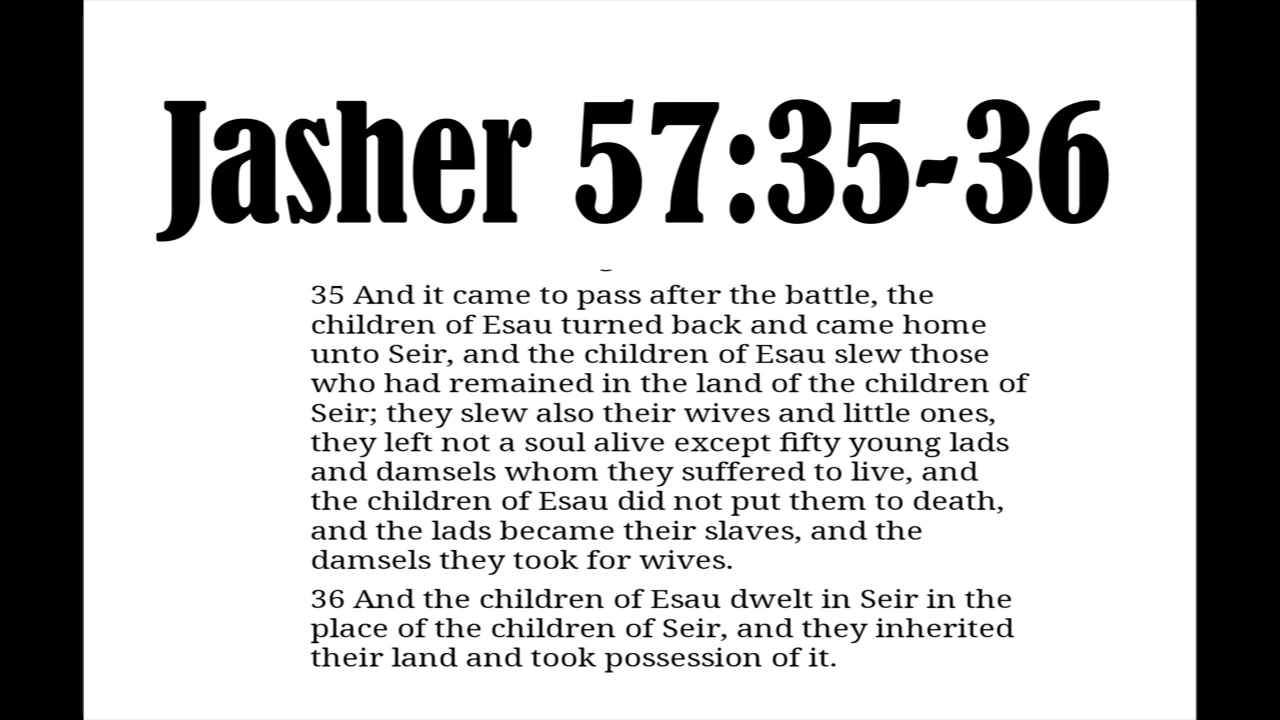 Jasher 57:35-36
35 And it came to pass after the battle, the
children of Esau turned back and came home
unto Seir, and the children of Esau slew those
who had remained in the land of the children of
Seir; they slew also their wives and little ones,
they left not a soul alive except fifty young lads
and damsels whom they suffered to live, and
the children of Esau did not put them to death,
and the lads became their slaves, and the
damsels they took for wives.
36 And the children of Esau dwelt in Seir in the
place of the children of Seir, and they inherited
their land and took possession of it.